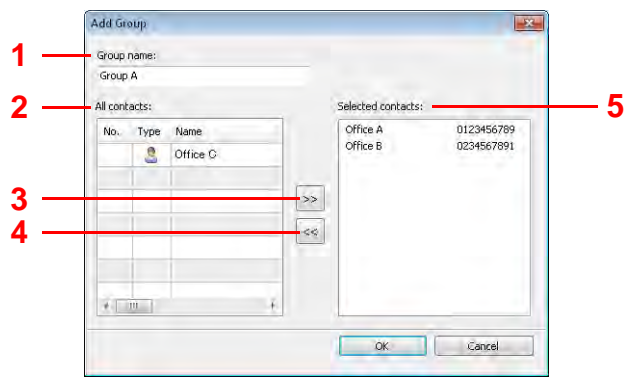 Add Group
1
Group name:
Group A
2
All contacts:
Selected contacts:
5
No. Type Name
Office C
Office A 0123456789
Office B 0234567891
3
>>
4
<<
OK Cancel